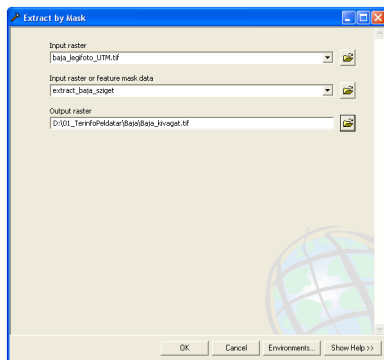 Extract by Mask
Input raster
baja_legifoto_UTM.tif
Input raster or feature mask data
extract_baja_sziget
Output raster
D:\01_TerinfoPeldatar\Baja\Baja_kivagat.tif
OK Cancel Environments... Show Help >>